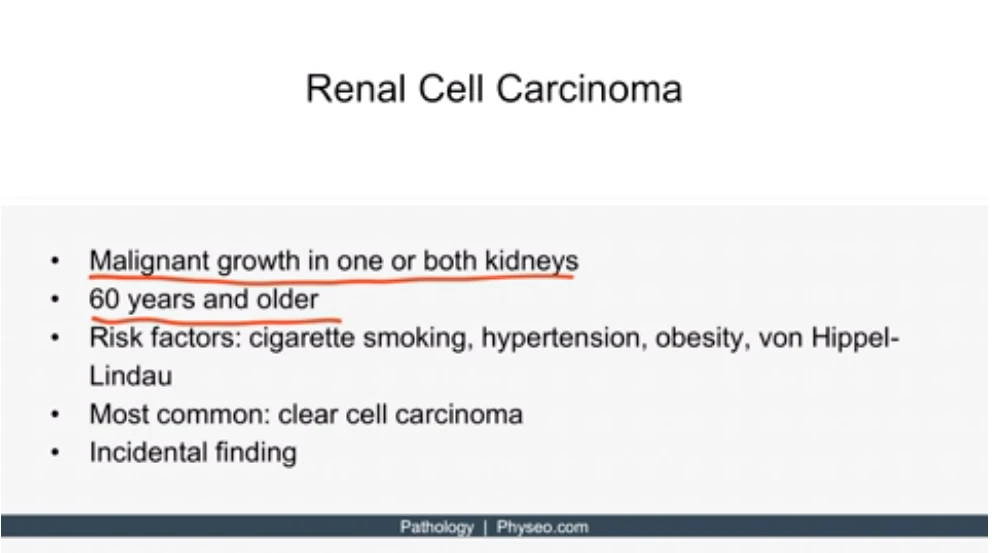 Renal Cell Carcinoma
• Malignant growth in one or both kidneys
• 60 years and older
• Risk factors: cigarette smoking, hypertension, obesity, von Hippel-
Lindau
• Most common: clear cell carcinoma
• Incidental finding
Pathology | Physeo.com